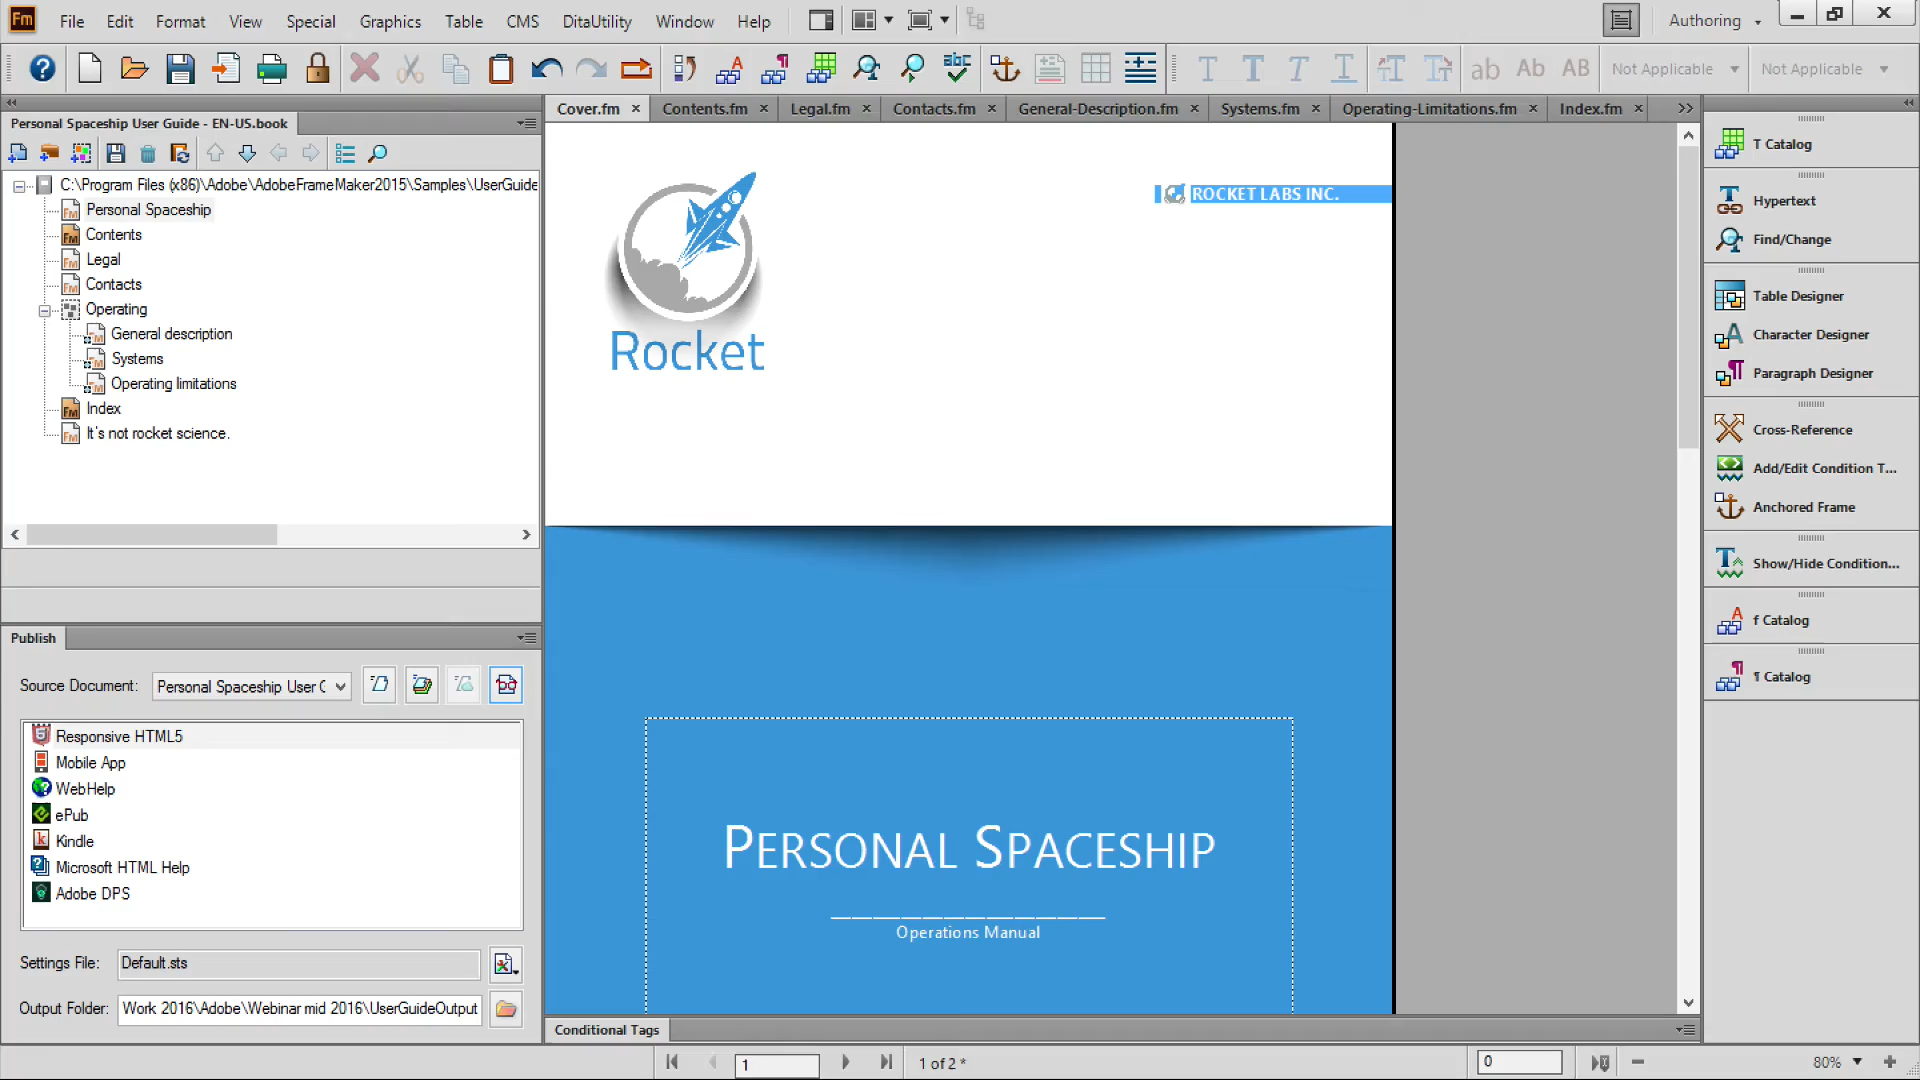 Fm File Edit Format View Special Graphics Table CMS DitaUtility Window Help Authoring
T T T T ab Ab AB Not Applicable Not Applicable
Cover.fm Contents.fm Legal.fm Contacts.fm General-Description.fm Systems.fm Operating-Limitations.fm Index.fm
Personal Spaceship User Guide - EN-US.book
C:\Program Files (x86)\Adobe\AdobeFrameMaker2015\Samples\UserGuide
Personal Spaceship
Contents
Legal
Contacts
Operating
General description
Systems
Operating limitations
Index
It's not rocket science.
Publish
Source Document: Personal Spaceship User G
Responsive HTML5
Mobile App
WebHelp
ePub
Kindle
Microsoft HTML Help
Adobe DPS
Settings File: Default.sts
Output Folder: Work 2016\Adobe\Webinar mid 2016\UserGuideOutput
ROCKET LABS INC.
Rocket
PERSONAL SPACESHIP
Operations Manual
Conditional Tags
1 1 of 2 * 0 80%
T Catalog
Hypertext
Find/Change
Table Designer
Character Designer
Paragraph Designer
Cross-Reference
Add/Edit Condition T...
Anchored Frame
Show/Hide Condition...
f Catalog
¶ Catalog